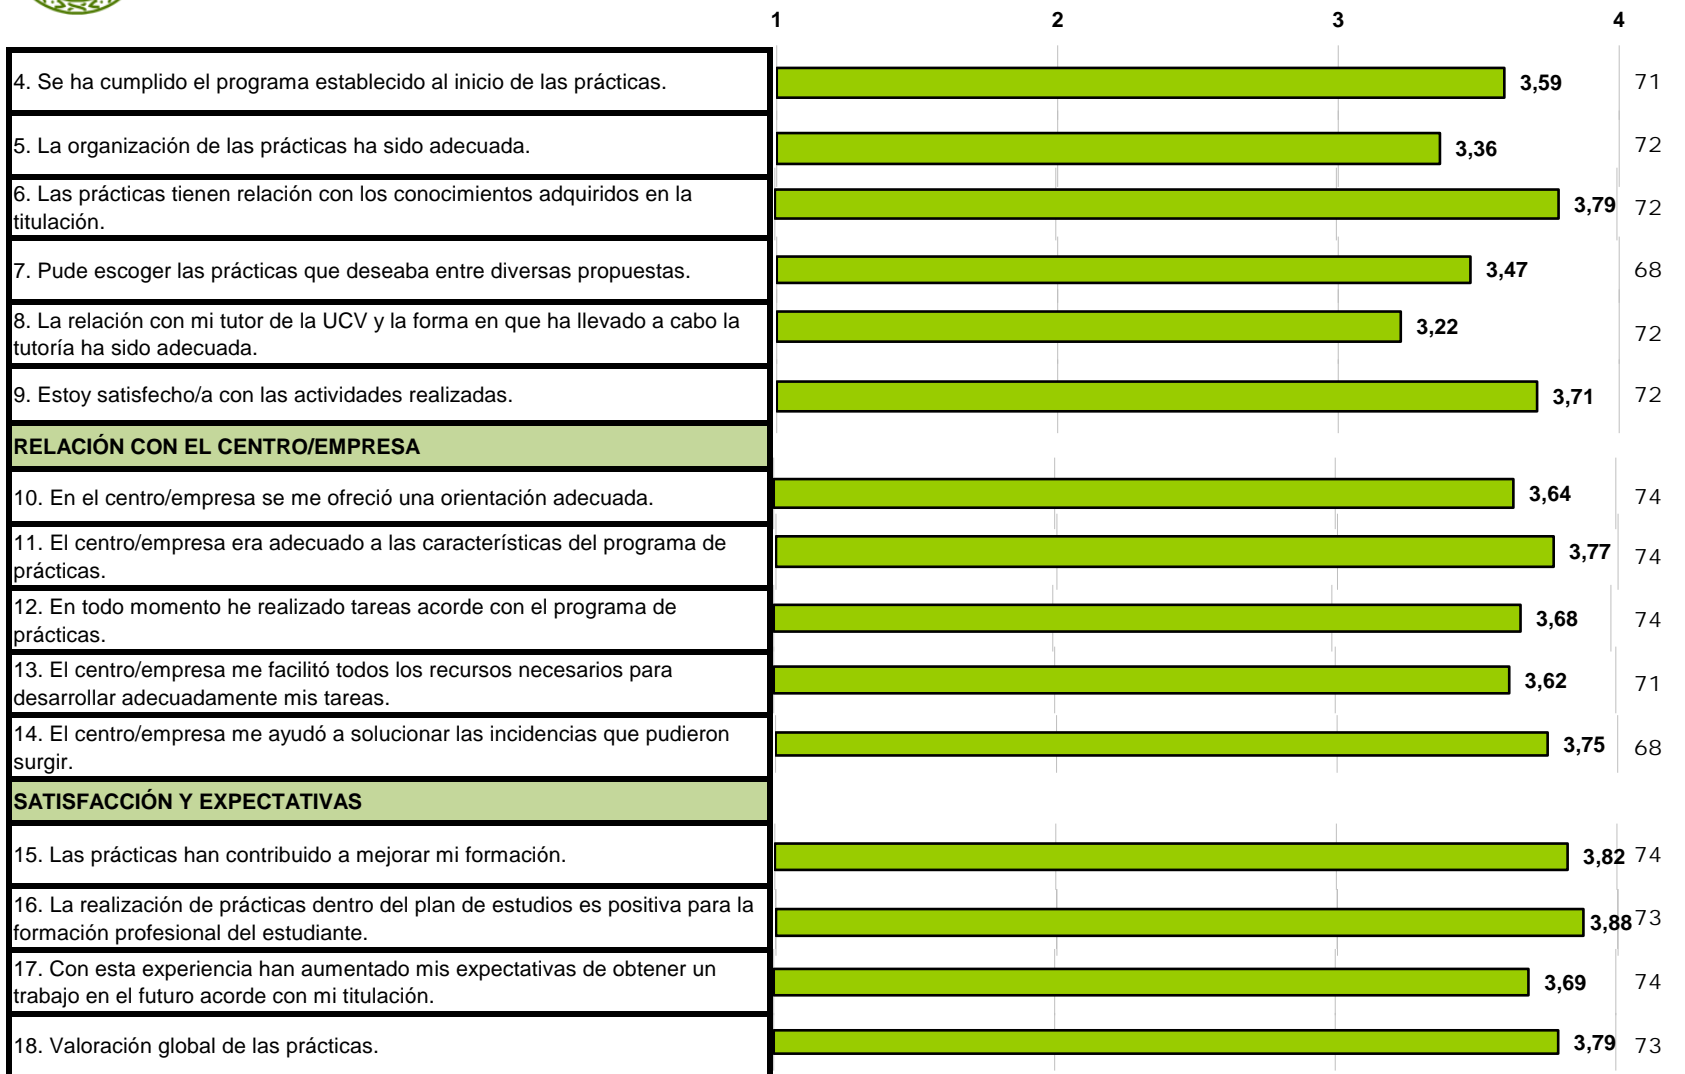 1 2 3 4
4. Se ha cumplido el programa establecido al inicio de las prácticas. 3,59 71
5. La organización de las prácticas ha sido adecuada. 3,36 72
6. Las prácticas tienen relación con los conocimientos adquiridos en la
titulación. 3,79 72
7. Pude escoger las prácticas que deseaba entre diversas propuestas. 3,47 68
8. La relación con mi tutor de la UCV y la forma en que ha llevado a cabo la
tutoría ha sido adecuada. 3,22 72
9. Estoy satisfecho/a con las actividades realizadas. 3,71 72
RELACIÓN CON EL CENTRO/EMPRESA
10. En el centro/empresa se me ofreció una orientación adecuada. 3,64 74
11. El centro/empresa era adecuado a las características del programa de
prácticas. 3,77 74
12. En todo momento he realizado tareas acorde con el programa de
prácticas. 3,68 74
13. El centro/empresa me facilitó todos los recursos necesarios para
desarrollar adecuadamente mis tareas. 3,62 71
14. El centro/empresa me ayudó a solucionar las incidencias que pudieron
surgir. 3,75 68
SATISFACCIÓN Y EXPECTATIVAS
15. Las prácticas han contribuido a mejorar mi formación. 3,82 74
16. La realización de prácticas dentro del plan de estudios es positiva para la
formación profesional del estudiante. 3,88 73
17. Con esta experiencia han aumentado mis expectativas de obtener un
trabajo en el futuro acorde con mi titulación. 3,69 74
18. Valoración global de las prácticas. 3,79 73